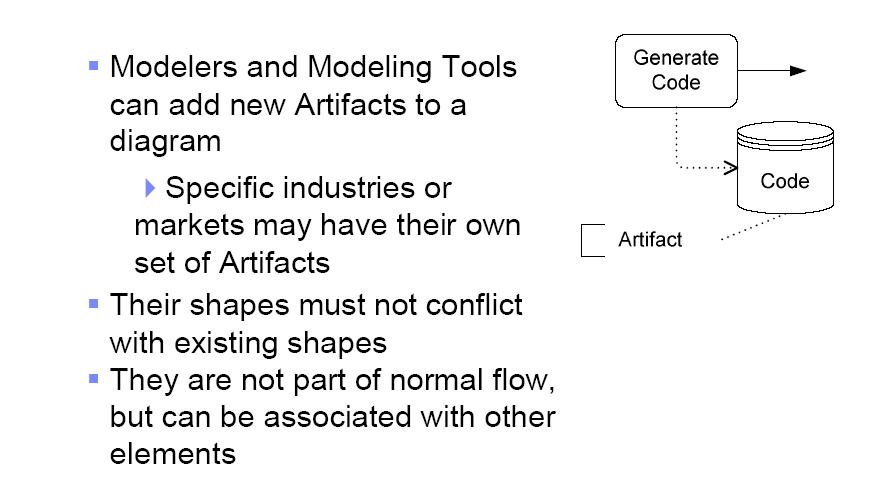 Modelers and Modeling Tools
can add new Artifacts to a
diagram
Specific industries or
markets may have their own
set of Artifacts
Their shapes must not conflict
with existing shapes
They are not part of normal flow,
but can be associated with other
elements
Generate
Code
Code
Artifact